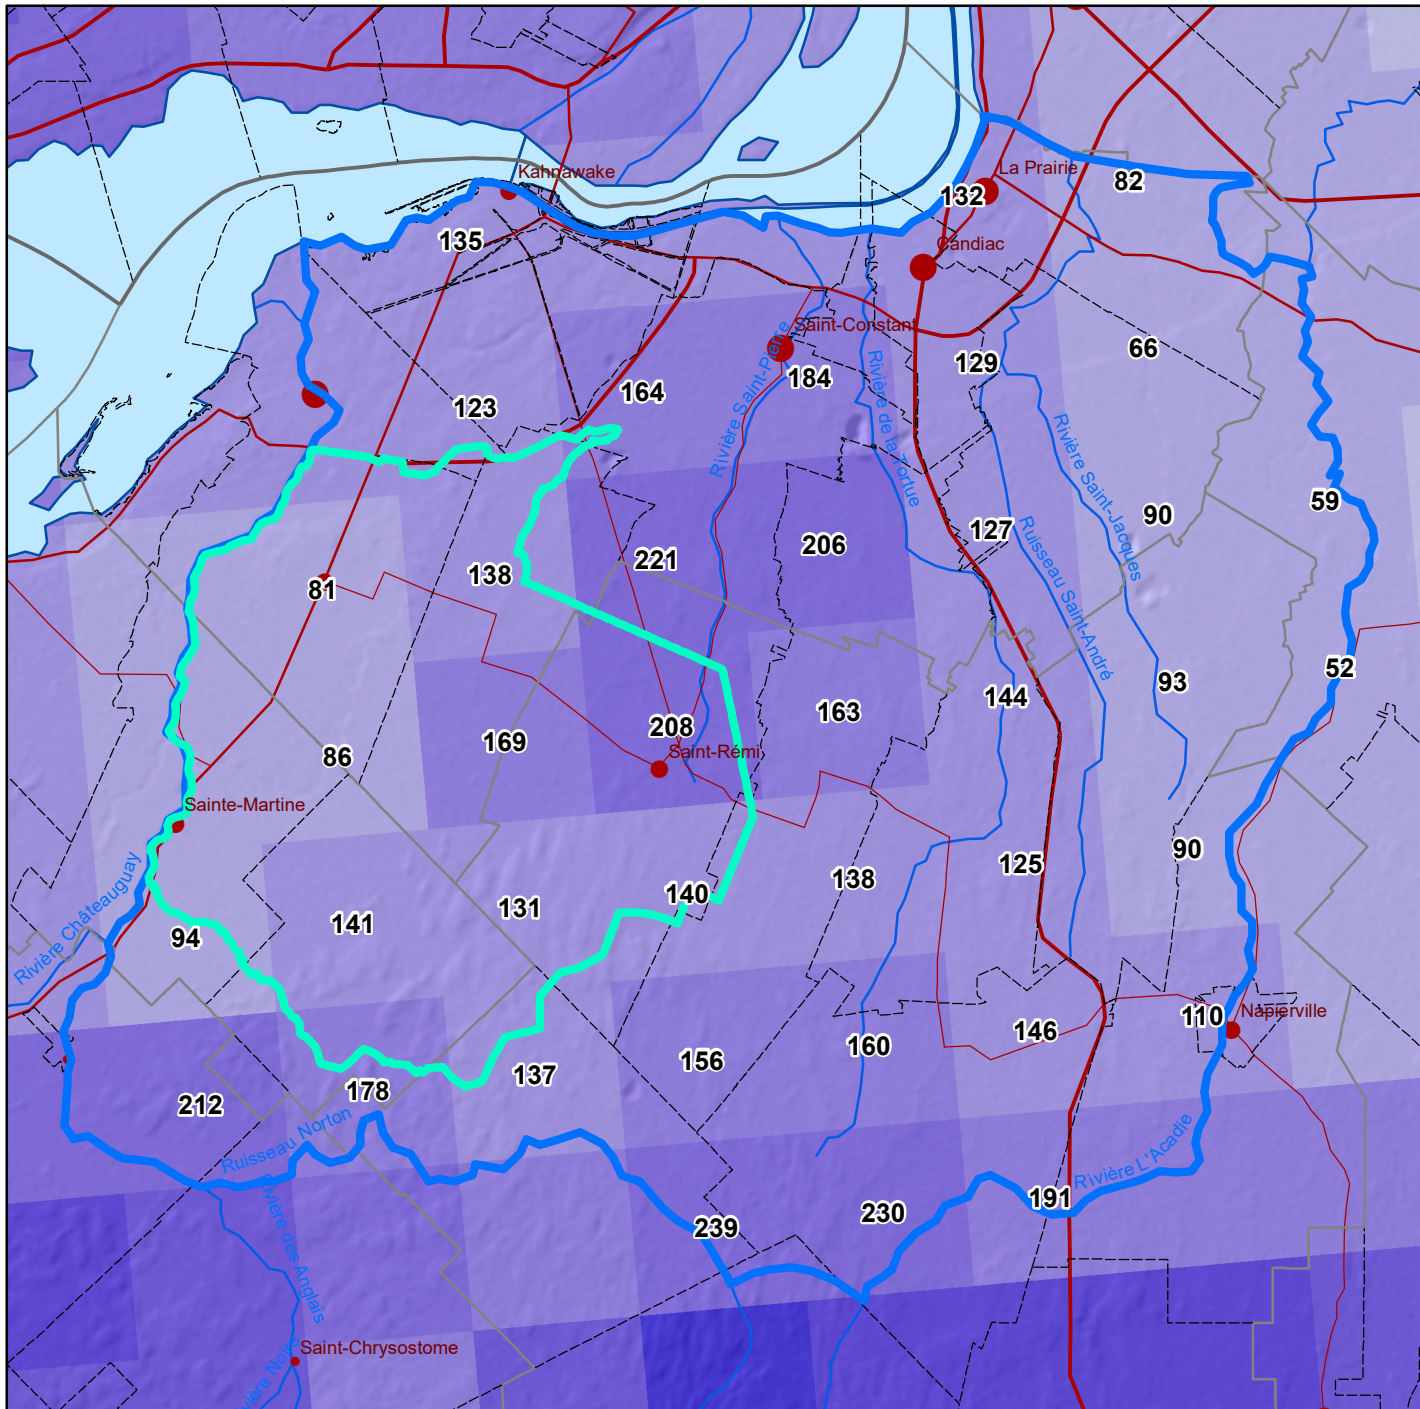 Kahnawake
La Prairie
82
132
135
Candiac
Saint-Constant
66
129
184
164
123
Rivière Saint-Pierre
Rivière de la Tortue
Rivière Saint-Jacques
59
90
127
206
221
138
81
Ruisseau Saint-André
52
93
144
163
208
169
86
Saint-Rémi
Sainte-Martine
Rivière Châteauguay
90
125
138
140
131
141
94
Napierville
110
146
160
156
137
178
212
Ruisseau Norton
Rivière L'Acadie
191
230
239
Rivière des Anglais
Saint-Chrysostome